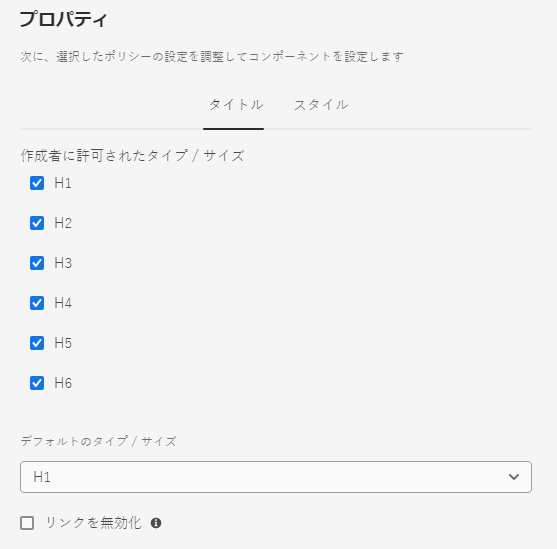 プロパティ
次に、選択したポリシーの設定を調整してコンポーネントを設定します
タイトル スタイル
作成者に許可されたタイプ / サイズ
H1
H2
H3
H4
H5
H6
デフォルトのタイプ / サイズ
H1
リンクを無効化